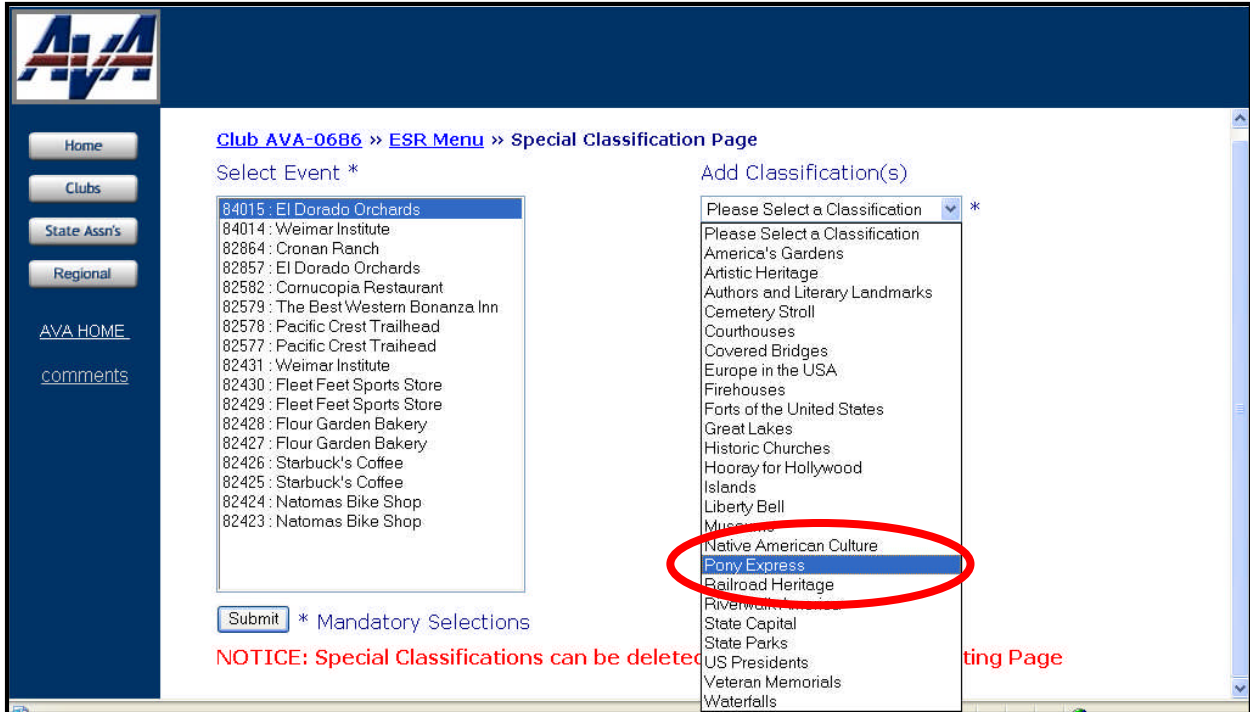 AVA
Home
Clubs
State Assn's
Regional
AVA HOME
comments
Club AVA-0686 » ESR Menu » Special Classification Page
Select Event *
84015 : El Dorado Orchards
84014 : Weimar Institute
82864 : Cronan Ranch
82857 : El Dorado Orchards
82582 : Cornucopia Restaurant
82579 : The Best Western Bonanza Inn
82578 : Pacific Crest Trailhead
82577 : Pacific Crest Traihead
82431 : Weimar Institute
82430 : Fleet Feet Sports Store
82429 : Fleet Feet Sports Store
82428 : Flour Garden Bakery
82427 : Flour Garden Bakery
82426 : Starbuck's Coffee
82425 : Starbuck's Coffee
82424 : Natomas Bike Shop
82423 : Natomas Bike Shop
Submit * Mandatory Selections
Add Classification(s)
Please Select a Classification *
Please Select a Classification
America's Gardens
Artistic Heritage
Authors and Literary Landmarks
Cemetery Stroll
Courthouses
Covered Bridges
Europe in the USA
Firehouses
Forts of the United States
Great Lakes
Historic Churches
Hooray for Hollywood
Islands
Liberty Bell
Museums
Native American Culture
Pony Express
Railroad Heritage
Riverwalk America
State Capital
State Parks
US Presidents
Veteran Memorials
Waterfalls
NOTICE: Special Classifications can be deleted ting Page